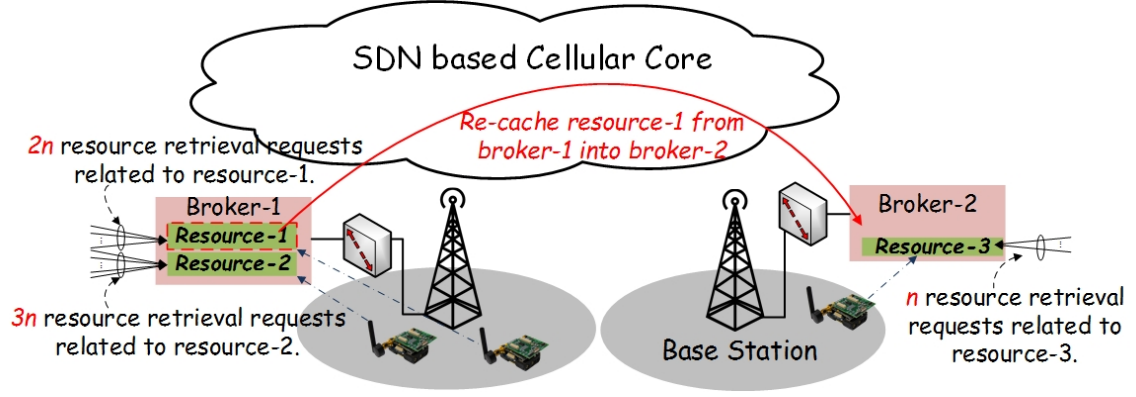 SDN based Cellular Core
Re-cache resource-1 from
broker-1 into broker-2
2n resource retrieval requests
related to resource-1.
Broker-1
Resource-1
Resource-2
3n resource retrieval requests
related to resource-2.
Broker-2
Resource-3
Base Station
n resource retrieval
requests related to
resource-3.